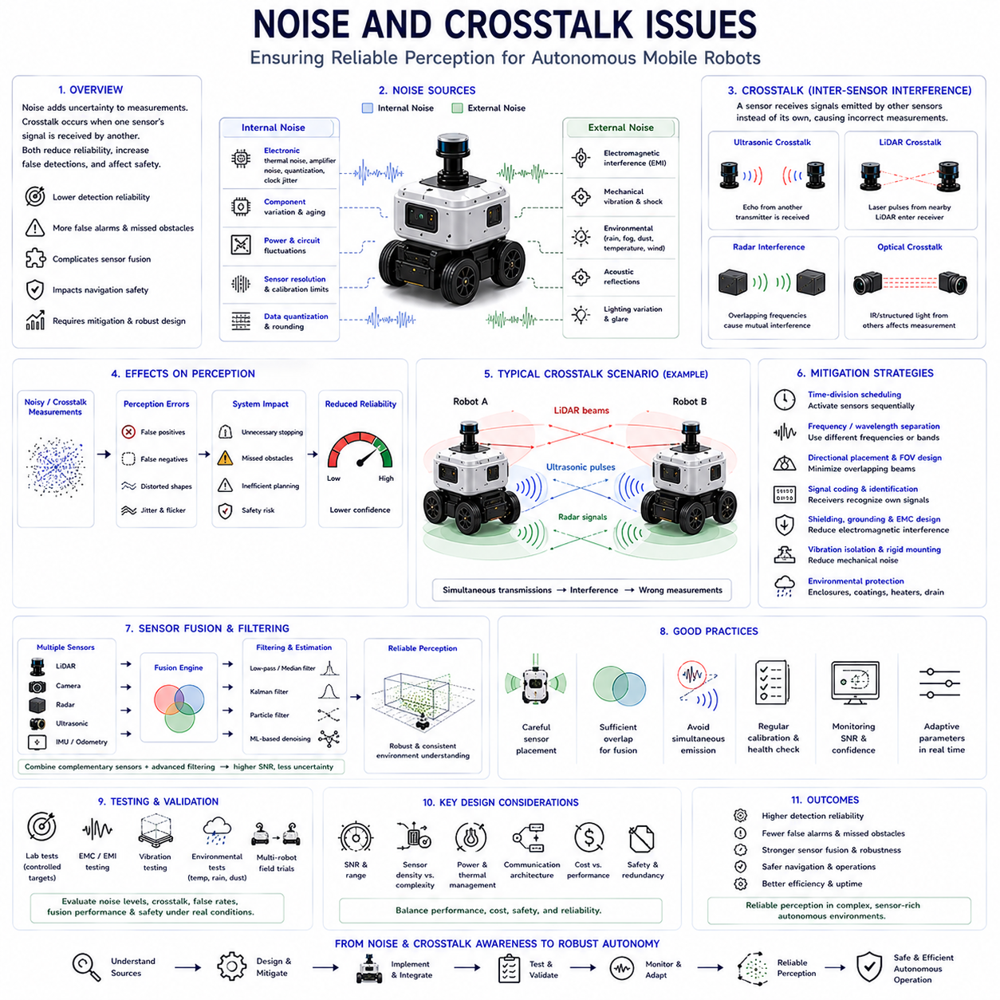 NOISE AND CROSSTALK ISSUES
Ensuring Reliable Perception for Autonomous Mobile Robots
1. OVERVIEW
Noise adds uncertainty to measurements.
Crosstalk occurs when one sensor's
signal is received by another.
Both reduce reliability, increase
false detections, and affect safety.
Lower detection reliability
More false alarms & missed obstacles
Complicates sensor fusion
Impacts navigation safety
Requires mitigation & robust design
2. NOISE SOURCES
Internal Noise
External Noise
Internal Noise
Electronic
thermal noise, amplifier
noise, quantization,
clock jitter
Component
variation & aging
Power & circuit
fluctuations
Sensor resolution
& calibration limits
Data quantization
& rounding
External Noise
Electromagnetic
interference (EMI)
Mechanical
vibration & shock
Environmental
(rain, fog, dust,
temperature, wind)
Acoustic
reflections
Lighting variation
& glare
3. CROSSTALK (INTER-SENSOR INTERFERENCE)
A sensor receives signals emitted by other sensors
instead of its own, causing incorrect measurements.
Ultrasonic Crosstalk
Echo from another
transmitter is received
LiDAR Crosstalk
Laser pulses from nearby
LiDAR enter receiver
Radar Interference
Overlapping frequencies
cause mutual interference
Optical Crosstalk
IR/structured light from
others affects measurement
4. EFFECTS ON PERCEPTION
Noisy / Crosstalk
Measurements
Perception Errors
False positives
False negatives
Distorted shapes
Jitter & flicker
System Impact
Unnecessary stopping
Missed obstacles
Inefficient planning
Safety risk
Reduced Reliability
Low
High
Lower confidence
5. TYPICAL CROSSTALK SCENARIO (EXAMPLE)
Robot A
Robot B
LiDAR beams
Ultrasonic pulses
Radar signals
Simultaneous transmissions → Interference → Wrong measurements
6. MITIGATION STRATEGIES
Time-division scheduling
Activate sensors sequentially
Frequency / wavelength separation
Use different frequencies or bands
Directional placement & FOV design
Minimize overlapping beams
Signal coding & identification
Receivers recognize own signals
Shielding, grounding & EMC design
Reduce electromagnetic interference
Vibration isolation & rigid mounting
Reduce mechanical noise
Environmental protection
Enclosures, coatings, heaters, drain
7. SENSOR FUSION & FILTERING
Multiple Sensors
LiDAR
Camera
Radar
Ultrasonic
IMU / Odometry
Fusion Engine
Filtering & Estimation
Low-pass / Median filter
Kalman filter
Particle filter
ML-based denoising
Reliable Perception
Robust & consistent
environment understanding
Combine complementary sensors + advanced filtering → higher SNR, less uncertainty
8. GOOD PRACTICES
Careful
sensor
placement
Sufficient
overlap
for fusion
Avoid
simultaneous
emission
Regular
calibration &
health check
Monitoring
SNR &
confidence
Adaptive
parameters
in real time
9. TESTING & VALIDATION
Lab tests
(controlled
targets)
EMC / EMI
testing
Vibration
testing
Environmental
tests
(temp, rain, dust)
Multi-robot
field trials
Evaluate noise levels, crosstalk, false rates,
fusion performance & safety under real conditions.
10. KEY DESIGN CONSIDERATIONS
SNR &
range
Sensor
density vs.
complexity
Power &
thermal
management
Communication
architecture
Cost vs.
performance
Safety &
redundancy
Balance performance, cost, safety, and reliability.
11. OUTCOMES
Higher detection reliability
Fewer false alarms & missed obstacles
Stronger sensor fusion & robustness
Safer navigation & operations
Better efficiency & uptime
Reliable perception in complex, sensor-rich
autonomous environments.
FROM NOISE & CROSSTALK AWARENESS TO ROBUST AUTONOMY
Understand
Sources
Design &
Mitigate
Implement
& Integrate
Test &
Validate
Monitor &
Adapt
Reliable
Perception
Safe & Efficient
Autonomous
Operation